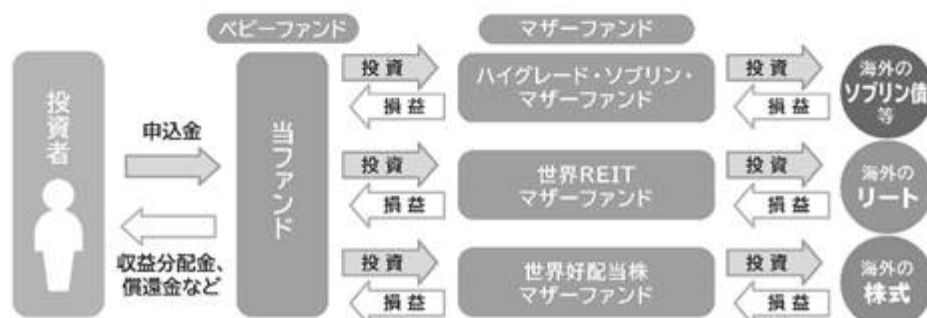 ベビーファンド
マザーファンド
投資者
申込金
収益分配金、
償還金など
当ファンド
投資
損益
ハイグレード・ソブリン・
マザーファンド
投資
損益
海外の
ソブリン債
等
投資
損益
世界REIT
マザーファンド
投資
損益
海外の
リート
投資
損益
世界好配当株
マザーファンド
投資
損益
海外の
株式